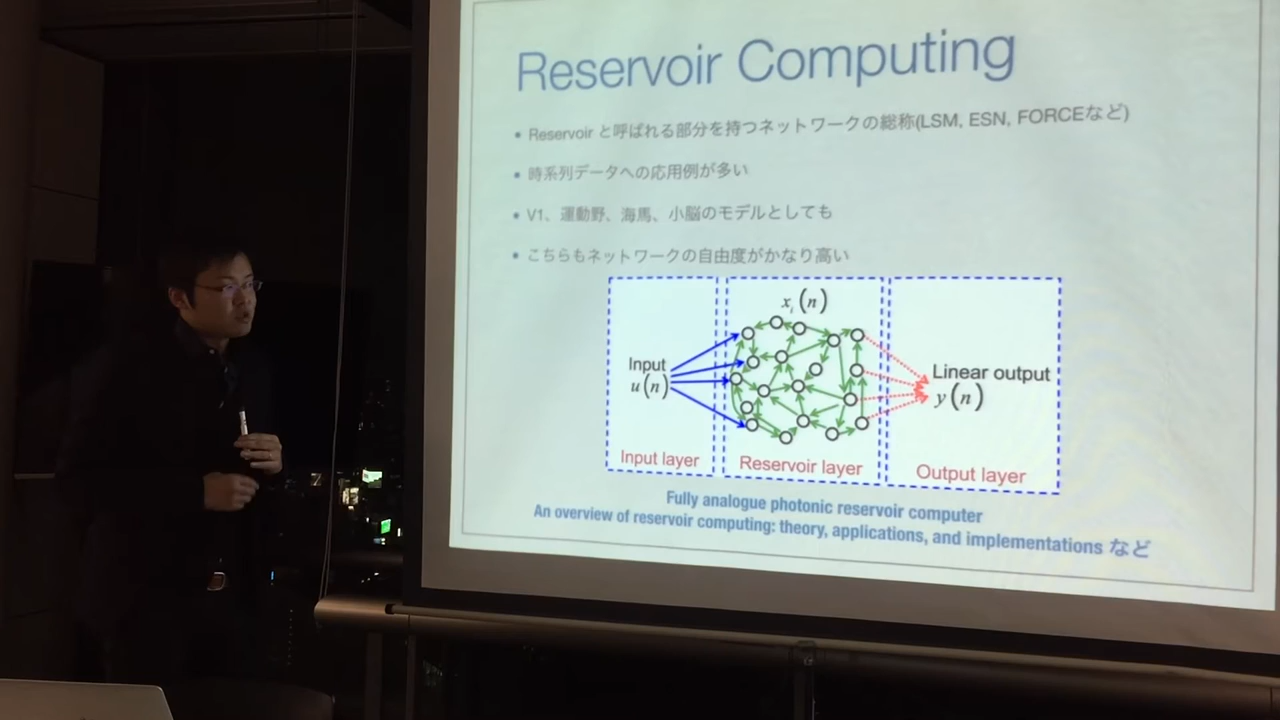 Reservoir Computing
• Reservoir と呼ばれる部分を持つネットワークの総称(LSM, ESN, FORCEなど)
• 時系列データへの応用例が多い
• V1、運動野、海馬、小脳のモデルとしても
• こちらもネットワークの自由度がかなり高い
x_i(n)
Input
u(n)
Linear output
y(n)
Input layer
Reservoir layer
Output layer
Fully analogue photonic reservoir computer
An overview of reservoir computing: theory, applications, and implementations など